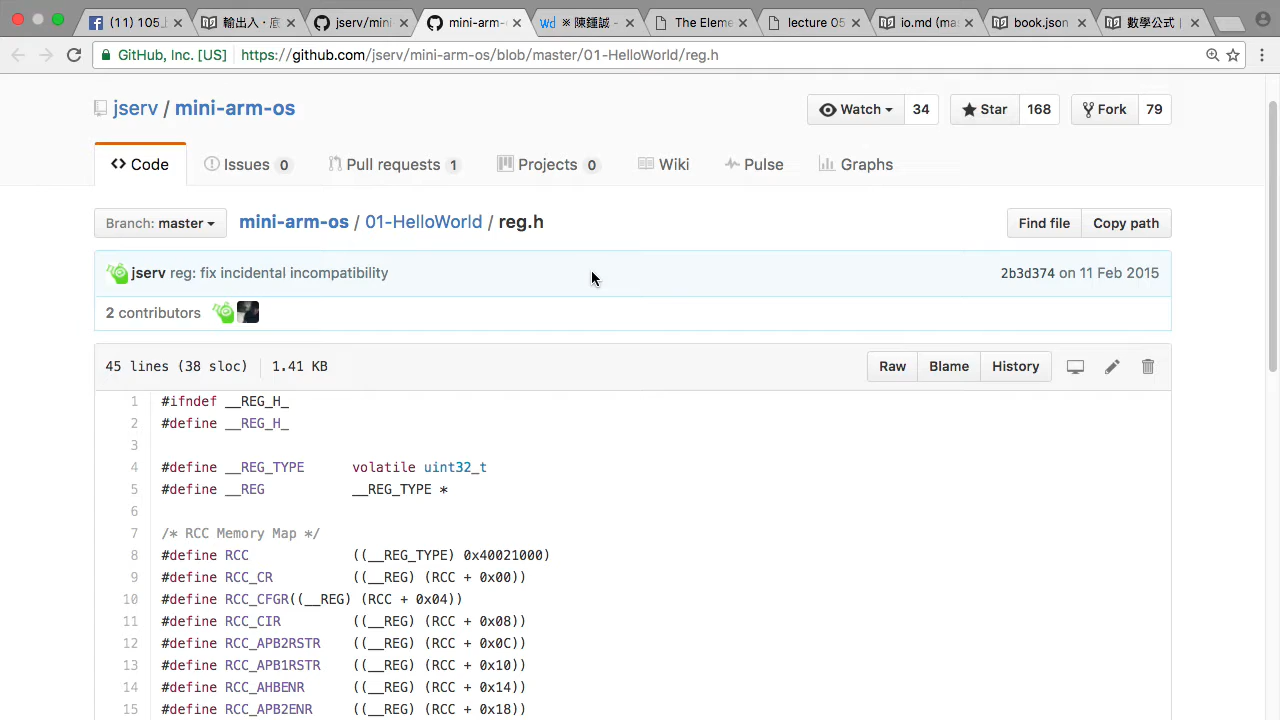 (11) 105上
輸出入 · 底
jserv/mini
mini-arm-
Wd ※ 陳鍾誠 -
The Eleme
lecture 05
io.md (ma
book.json
數學公式 |
GitHub, Inc. [US] https://github.com/jserv/mini-arm-os/blob/master/01-HelloWorld/reg.h
jserv / mini-arm-os
Watch 34 Star 168 Fork 79
Code Issues 0 Pull requests 1 Projects 0 Wiki Pulse Graphs
Branch: master mini-arm-os / 01-HelloWorld / reg.h Find file Copy path
jserv reg: fix incidental incompatibility 2b3d374 on 11 Feb 2015
2 contributors
45 lines (38 sloc) 1.41 KB Raw Blame History
1 #ifndef __REG_H_
2 #define __REG_H_
3
4 #define __REG_TYPE volatile uint32_t
5 #define __REG __REG_TYPE *
6
7 /* RCC Memory Map */
8 #define RCC ((__REG_TYPE) 0x40021000)
9 #define RCC_CR ((__REG) (RCC + 0x00))
10 #define RCC_CFGR((__REG) (RCC + 0x04))
11 #define RCC_CIR ((__REG) (RCC + 0x08))
12 #define RCC_APB2RSTR ((__REG) (RCC + 0x0C))
13 #define RCC_APB1RSTR ((__REG) (RCC + 0x10))
14 #define RCC_AHBENR ((__REG) (RCC + 0x14))
15 #define RCC_APB2ENR ((__REG) (RCC + 0x18))